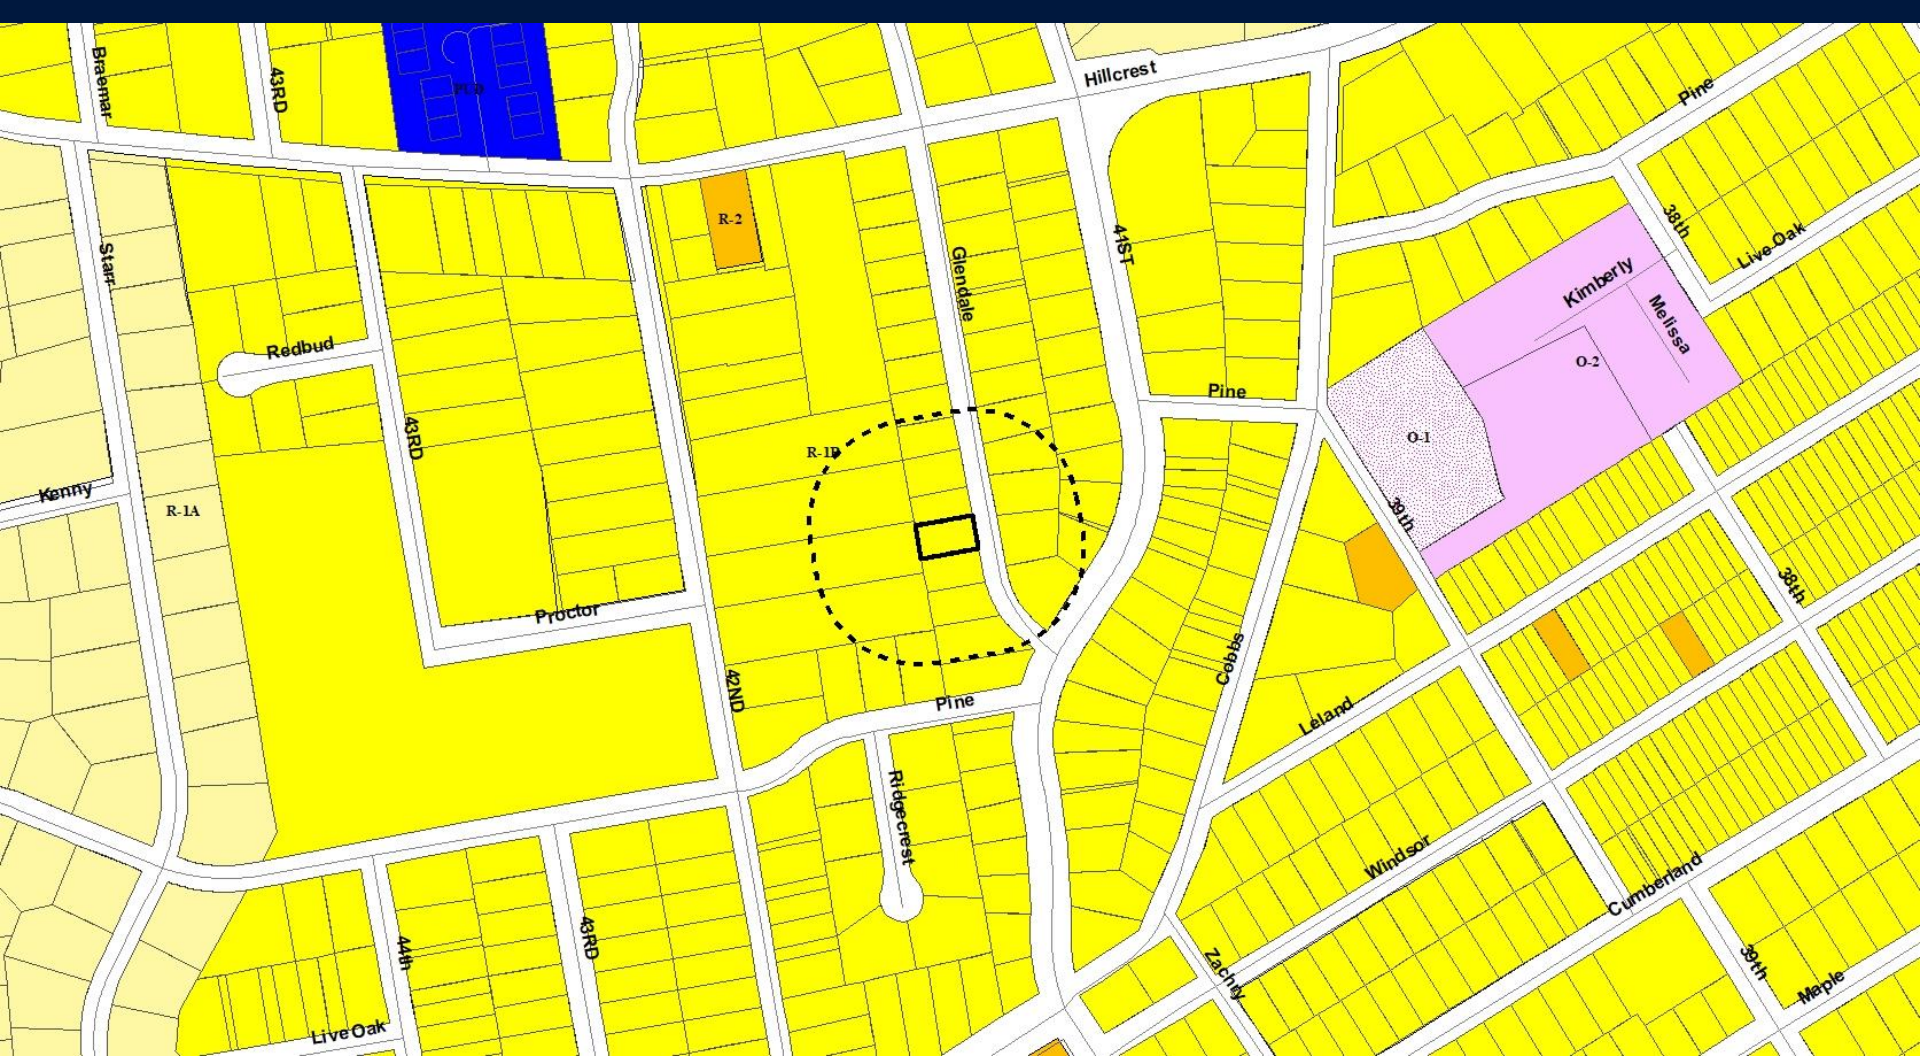 Braemar
43RD
PUD
Hillcrest
Pine
R-2
38th
Live Oak
Starr
Glendale
41ST
Kimberly
Melissa
Redbud
O-2
Pine
43RD
R-1B
O-1
Kenny
R-1A
39th
38th
Proctor
Cobbs
42ND
Pine
Leland
Ridgecrest
Windsor
Cumberland
44th
43RD
Zachry
39th
Maple
Live Oak